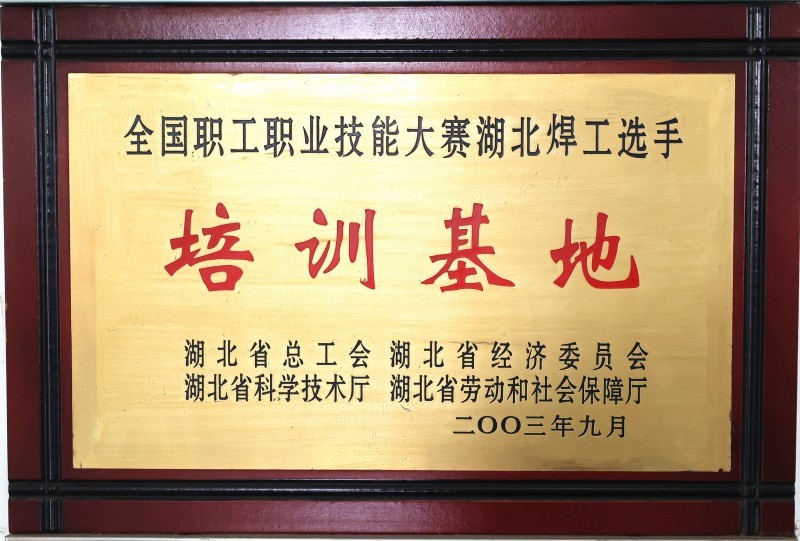 全国职工职业技能大赛湖北焊工选手
培训基地
湖北省总工会 湖北省经济委员会
湖北省科学技术厅 湖北省劳动和社会保障厅
二OO三年九月